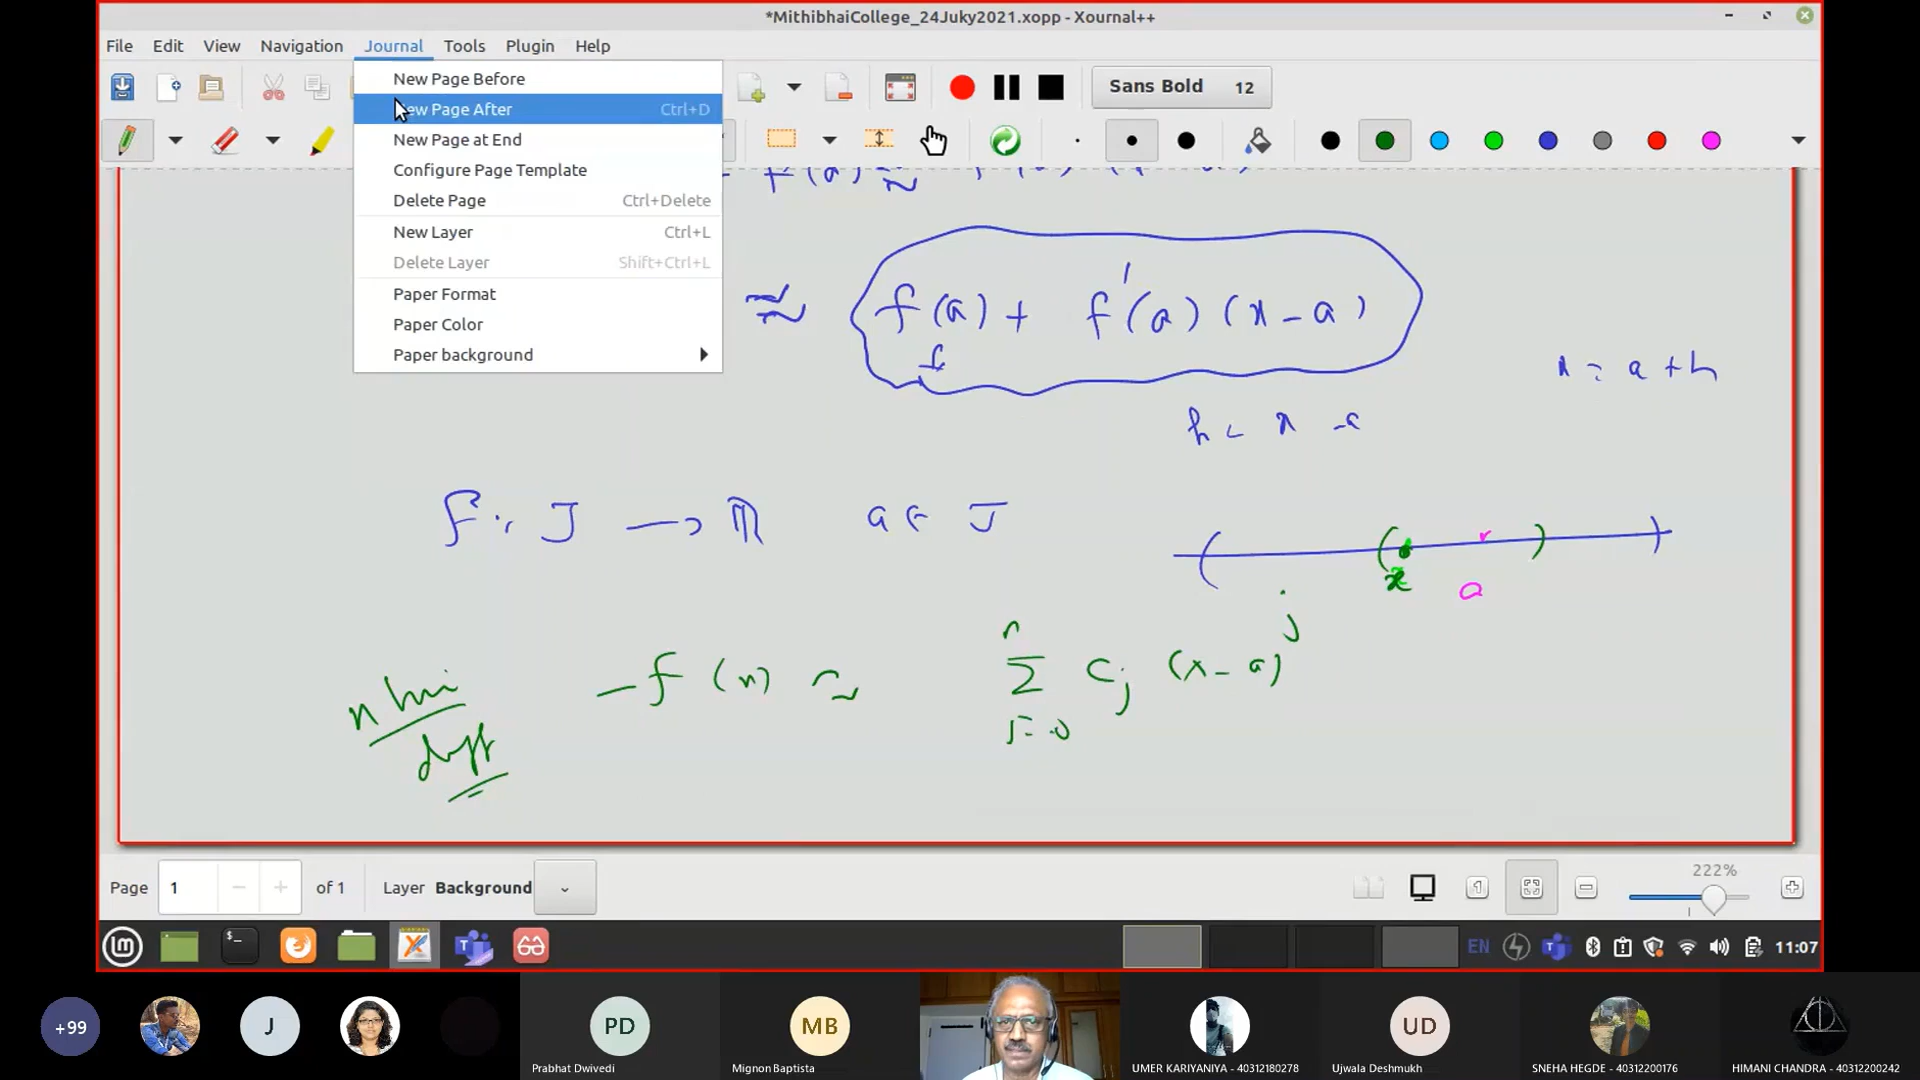 *MithibhaiCollege_24Juky2021.xopp - Xournal++
File Edit View Navigation Journal Tools Plugin Help
New Page Before
New Page After Ctrl+D
New Page at End
Configure Page Template
Delete Page Ctrl+Delete
New Layer Ctrl+L
Delete Layer Shift+Ctrl+L
Paper Format
Paper Color
Paper background
Sans Bold 12
≈ f(a) + f'(a)(x-a)
x = a + h
h = x - a
f : J → ℝ a ∈ J
x a
f(x) ≈ n Σ j=0 Cj (x-a)^j
Page 1 of 1 Layer Background
222%
EN 11:07
+99 J PD MB UD
Prabhat Dwivedi
Mignon Baptista
UMER KARIYANIYA - 40312180278
Ujwala Deshmukh
SNEHA HEGDE - 40312200176
HIMANI CHANDRA - 40312200242